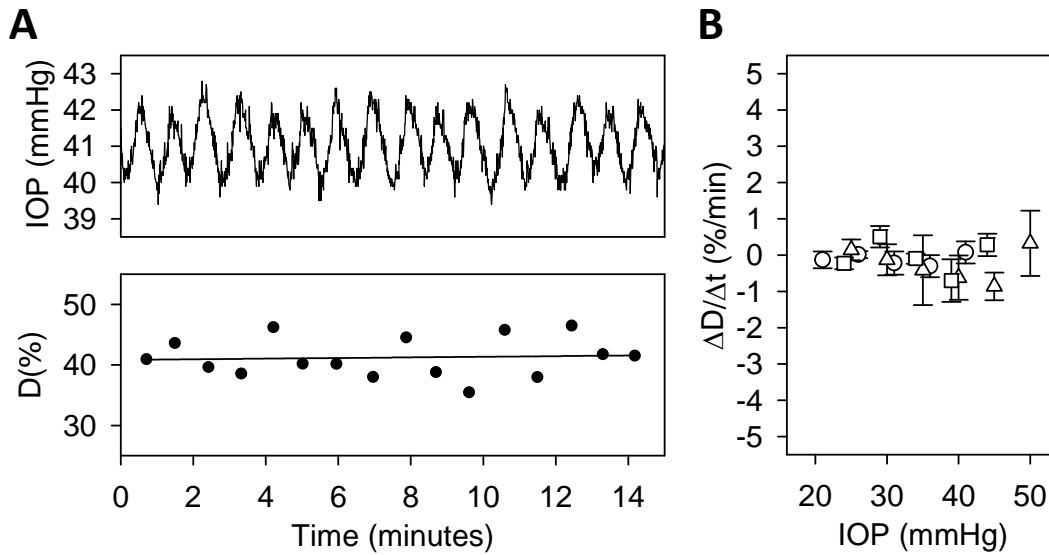 A
IOP (mmHg)
43
42
41
40
39
D(%)
50
40
30
0 2 4 6 8 10 12 14
Time (minutes)
B
ΔD/Δt (%/min)
5
4
3
2
1
0
-1
-2
-3
-4
-5
20 30 40 50
IOP (mmHg)